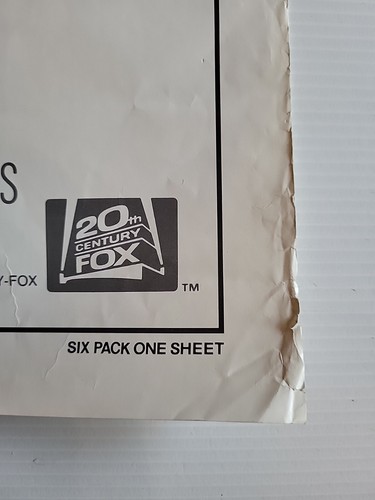 S
20th
CENTURY
FOX
Y-FOX
TM
SIX PACK ONE SHEET